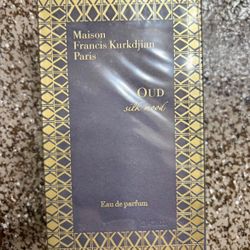 Maison
Francis Kurkdjian
Paris
OUD
silk mood
Eau de parfum